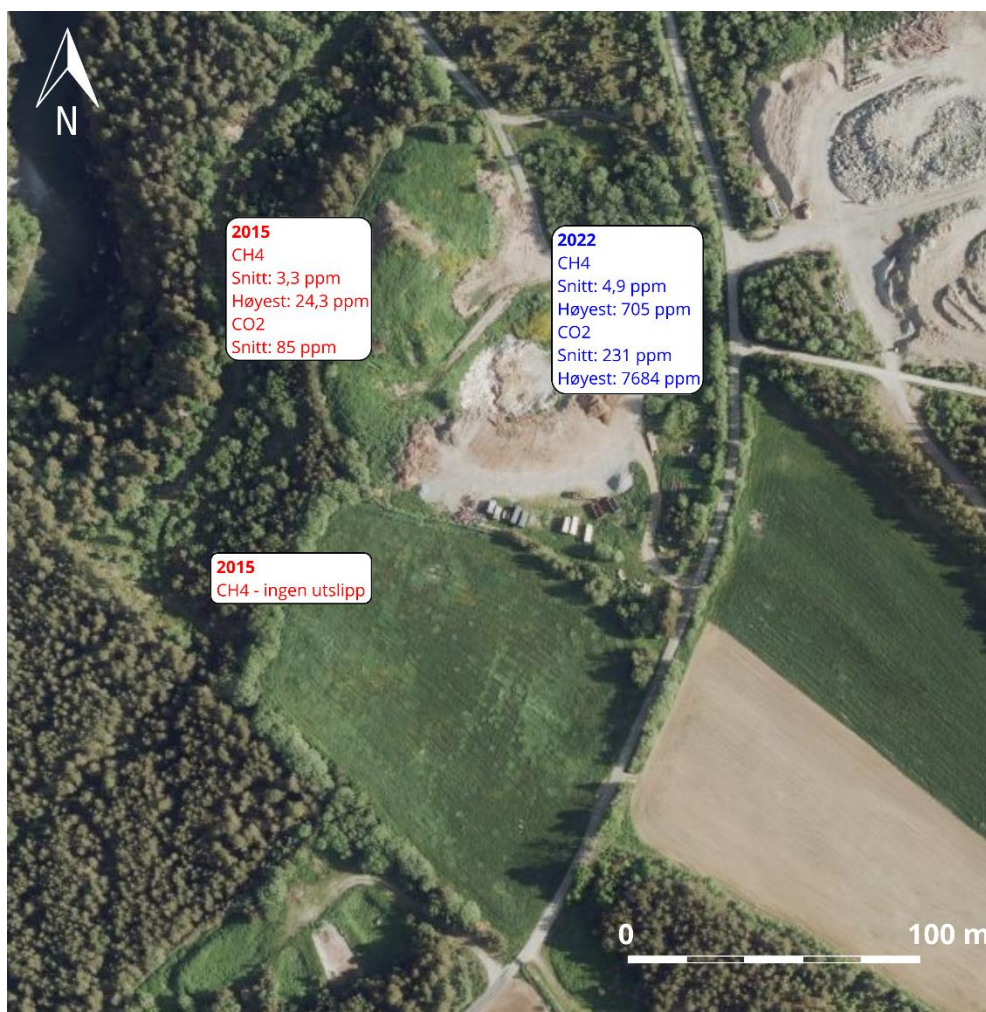 N
2015
CH4
Snitt: 3,3 ppm
Høyest: 24,3 ppm
CO2
Snitt: 85 ppm
2022
CH4
Snitt: 4,9 ppm
Høyest: 705 ppm
CO2
Snitt: 231 ppm
Høyest: 7684 ppm
2015
CH4 - ingen utslipp
0 100 m